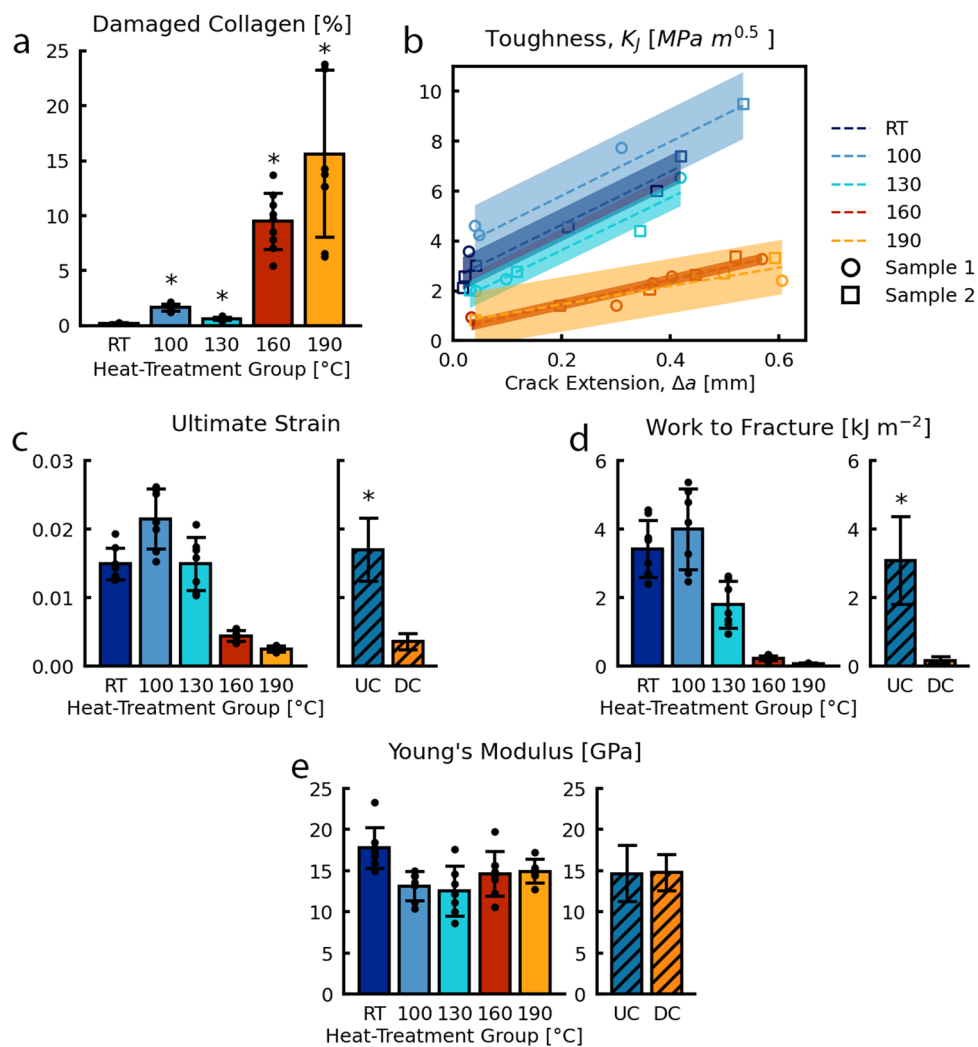 a
Damaged Collagen [%]
25
20
15
10
5
0
*
*
*
*
RT 100 130 160 190
Heat-Treatment Group [°C]
b
Toughness, K_J [MPa m^0.5 ]
10
8
6
4
2
0
0.0 0.2 0.4 0.6
Crack Extension, Δa [mm]
RT
100
130
160
190
Sample 1
Sample 2
c
Ultimate Strain
0.03
0.02
0.01
0.00
RT 100 130 160 190
Heat-Treatment Group [°C]
*
UC DC
d
Work to Fracture [kJ m⁻²]
6
4
2
0
RT 100 130 160 190
Heat-Treatment Group [°C]
6
4
2
0
*
UC DC
e
Young's Modulus [GPa]
25
20
15
10
5
0
RT 100 130 160 190
Heat-Treatment Group [°C]
25
20
15
10
5
0
UC DC